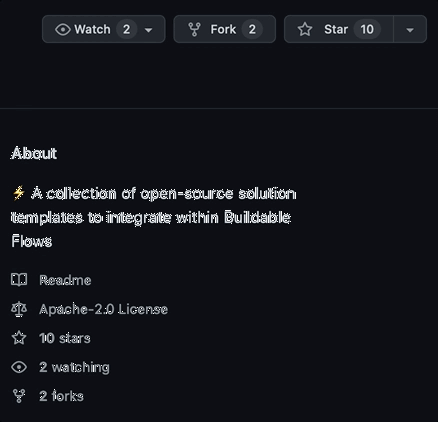 Watch 2 Fork 2 Star 10
About
⚡ A collection of open-source solution
templates to integrate within Buildable
Flows
Readme
Apache-2.0 License
10 stars
2 watching
2 forks